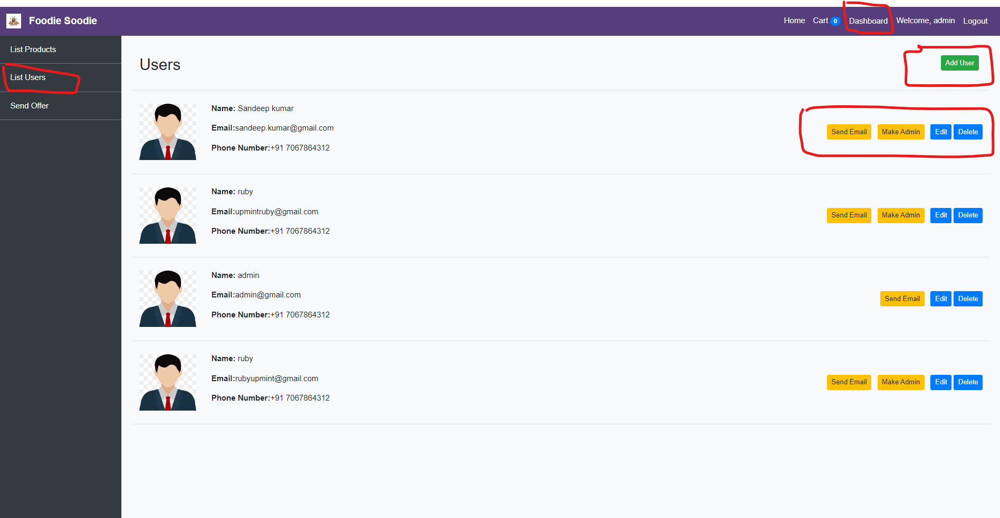 Foodie Soodie
Home Cart 0 Dashboard Welcome, admin Logout
List Products
List Users
Send Offer
Users
Add User
Name: Sandeep kumar
Email:sandeep.kumar@gmail.com
Phone Number:+91 7067864312
Send Email Make Admin Edit Delete
Name: ruby
Email:upmintruby@gmail.com
Phone Number:+91 7067864312
Send Email Make Admin Edit Delete
Name: admin
Email:admin@gmail.com
Phone Number:+91 7067864312
Send Email Edit Delete
Name: ruby
Email:rubyupmint@gmail.com
Phone Number:+91 7067864312
Send Email Make Admin Edit Delete